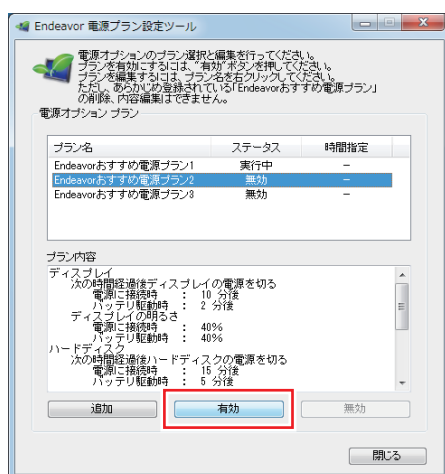 Endeavor 電源プラン設定ツール
電源オプションのプラン選択と編集を行ってください。
プランを有効にするには、“有効”ボタンを押してください。
プランを編集するには、プラン名を右クリックしてください。
ただし、あらかじめ登録されている「Endeavorおすすめ電源プラン」
の削除、内容編集はできません。
電源オプション プラン
プラン名 ステータス 時間指定
Endeavorおすすめ電源プラン1 実行中 －
Endeavorおすすめ電源プラン2 無効 －
Endeavorおすすめ電源プラン3 無効
プラン内容
ディスプレイ
次の時間経過後ディスプレイの電源を切る
電源に接続時 : 10 分後
バッテリ駆動時 : 2 分後
ディスプレイの明るさ
電源に接続時 : 40%
バッテリ駆動時 : 40%
ハードディスク
次の時間経過後ハードディスクの電源を切る
電源に接続時 : 15 分後
バッテリ駆動時 : 5 分後
追加 有効 無効
閉じる